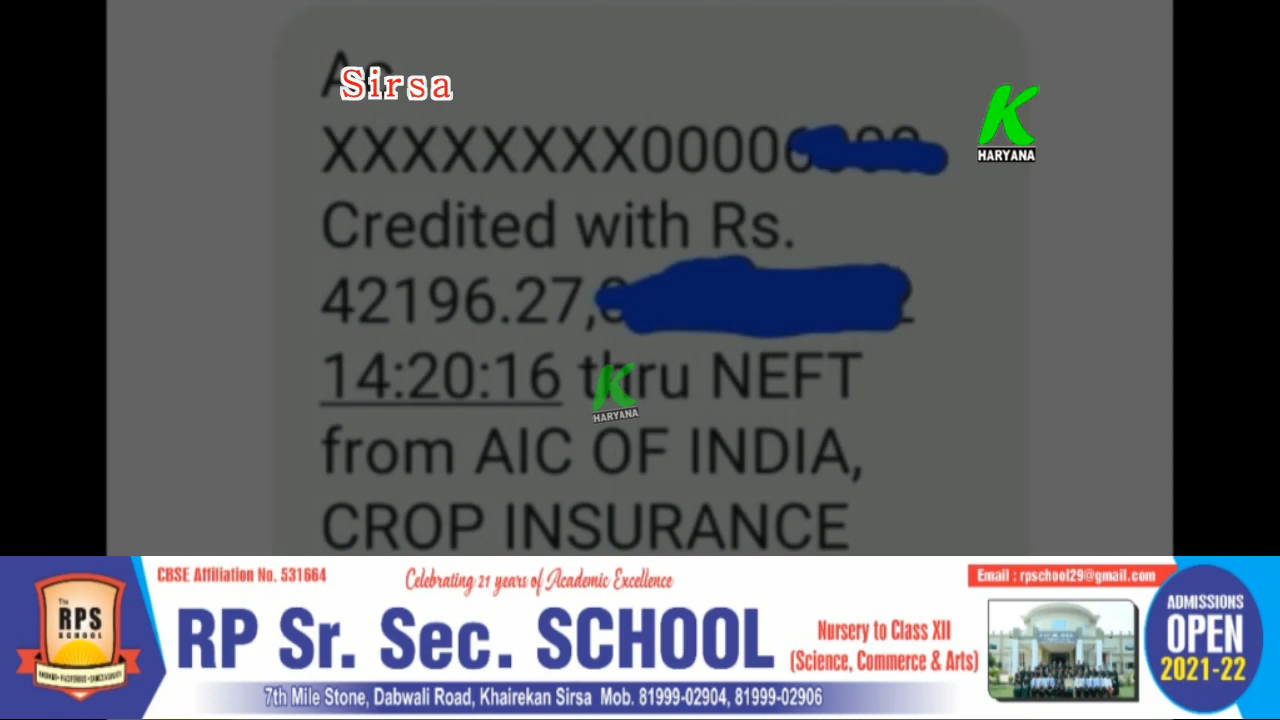 Sirsa
XXXXXXXX0000
Credited with Rs.
42196.27,
14:20:16 thru NEFT
from AIC OF INDIA,
CROP INSURANCE
K
HARYANA
K
HARYANA
CBSE Affiliation No. 531664
Celebrating 21 years of Academic Excellence
Email : rpschool29@gmail.com
The
RPS
SCHOOL
RP Sr. Sec. SCHOOL
Nursery to Class XII
(Science, Commerce & Arts)
7th Mile Stone, Dabwali Road, Khairekan Sirsa Mob. 81999-02904, 81999-02906
ADMISSIONS
OPEN
2021-22